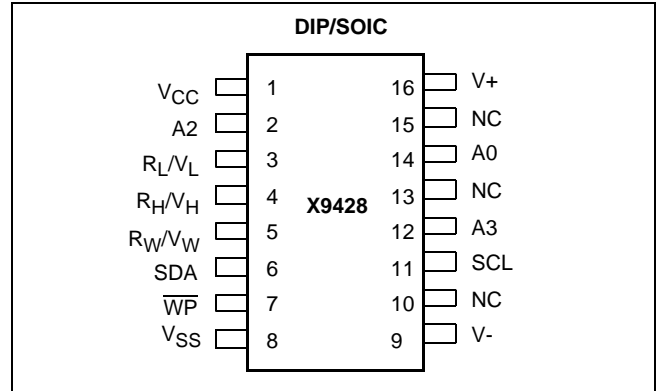 DIP/SOIC
VCC 1 16 V+
A2 2 15 NC
RL/VL 3 14 A0
RH/VH 4 13 NC
X9428
RW/VW 5 12 A3
SDA 6 11 SCL
WP 7 10 NC
VSS 8 9 V-